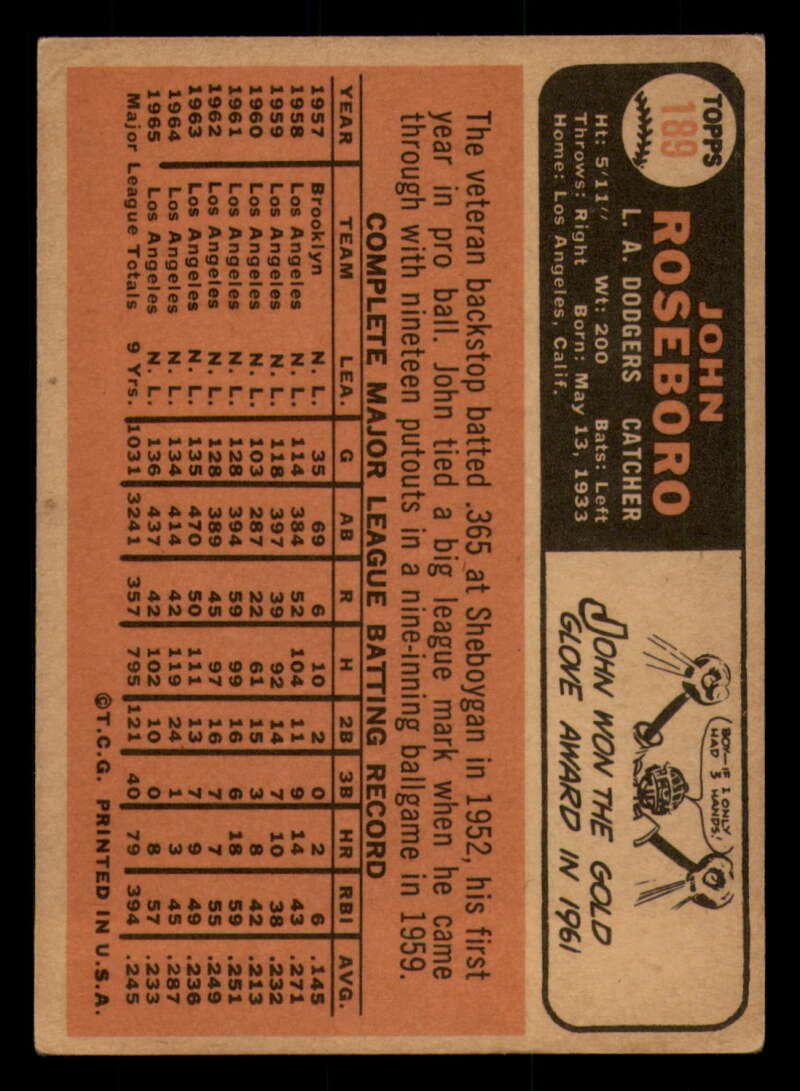 TOPPS
189
JOHN
ROSEBORO
L. A. DODGERS CATCHER
Ht: 5'11" Wt: 200 Bats: Left
Throws: Right Born: May 13, 1933
Home: Los Angeles, Calif.
BOY-IF I ONLY
HAD 3 HANDS!
JOHN WON THE GOLD
GLOVE AWARD IN 1961
The veteran backstop batted .365 at Sheboygan in 1952, his first
year in pro ball. John tied a big league mark when he came
through with nineteen putouts in a nine-inning ballgame in 1959.
COMPLETE MAJOR LEAGUE BATTING RECORD
YEAR TEAM LEA. G AB R H 2B 3B HR RBI AVG.
1957 Brooklyn N. L. 35 69 6 10 2 0 2 6 .145
1958 Los Angeles N. L. 114 384 52 104 11 9 14 43 .271
1959 Los Angeles N. L. 118 397 39 92 14 7 10 38 .232
1960 Los Angeles N. L. 103 287 22 61 15 3 8 42 .213
1961 Los Angeles N. L. 128 394 59 99 16 6 18 59 .251
1962 Los Angeles N. L. 128 389 45 97 16 7 7 55 .249
1963 Los Angeles N. L. 135 470 50 111 13 7 9 49 .236
1964 Los Angeles N. L. 134 414 42 119 24 1 3 45 .287
1965 Los Angeles N. L. 136 437 42 102 10 0 8 57 .233
Major League Totals 9 Yrs. 1031 3241 357 795 121 40 79 394 .245
©T.C.G. PRINTED IN U.S.A.